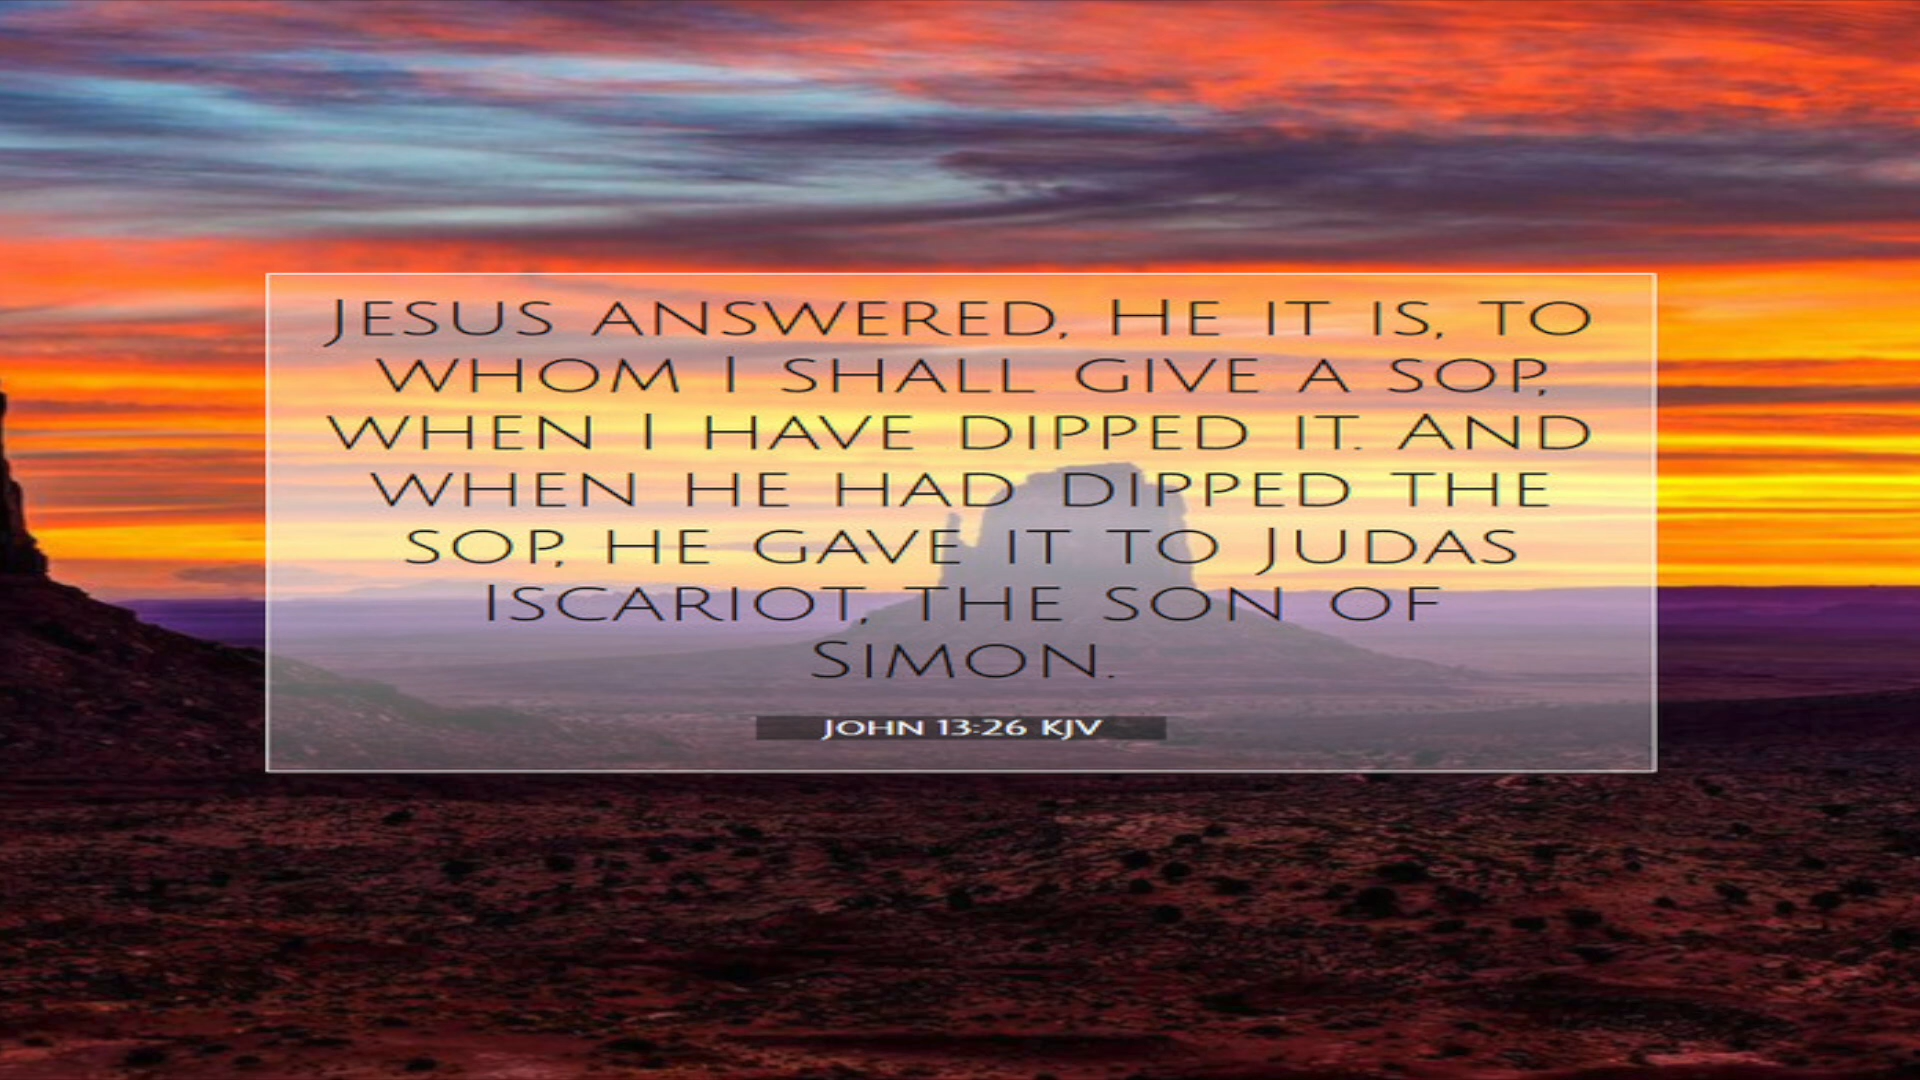 Jesus answered, He it is, to
whom I shall give a sop,
when I have dipped it. And
when he had dipped the
sop, he gave it to Judas
Iscariot, the son of
Simon.
John 13:26 KJV